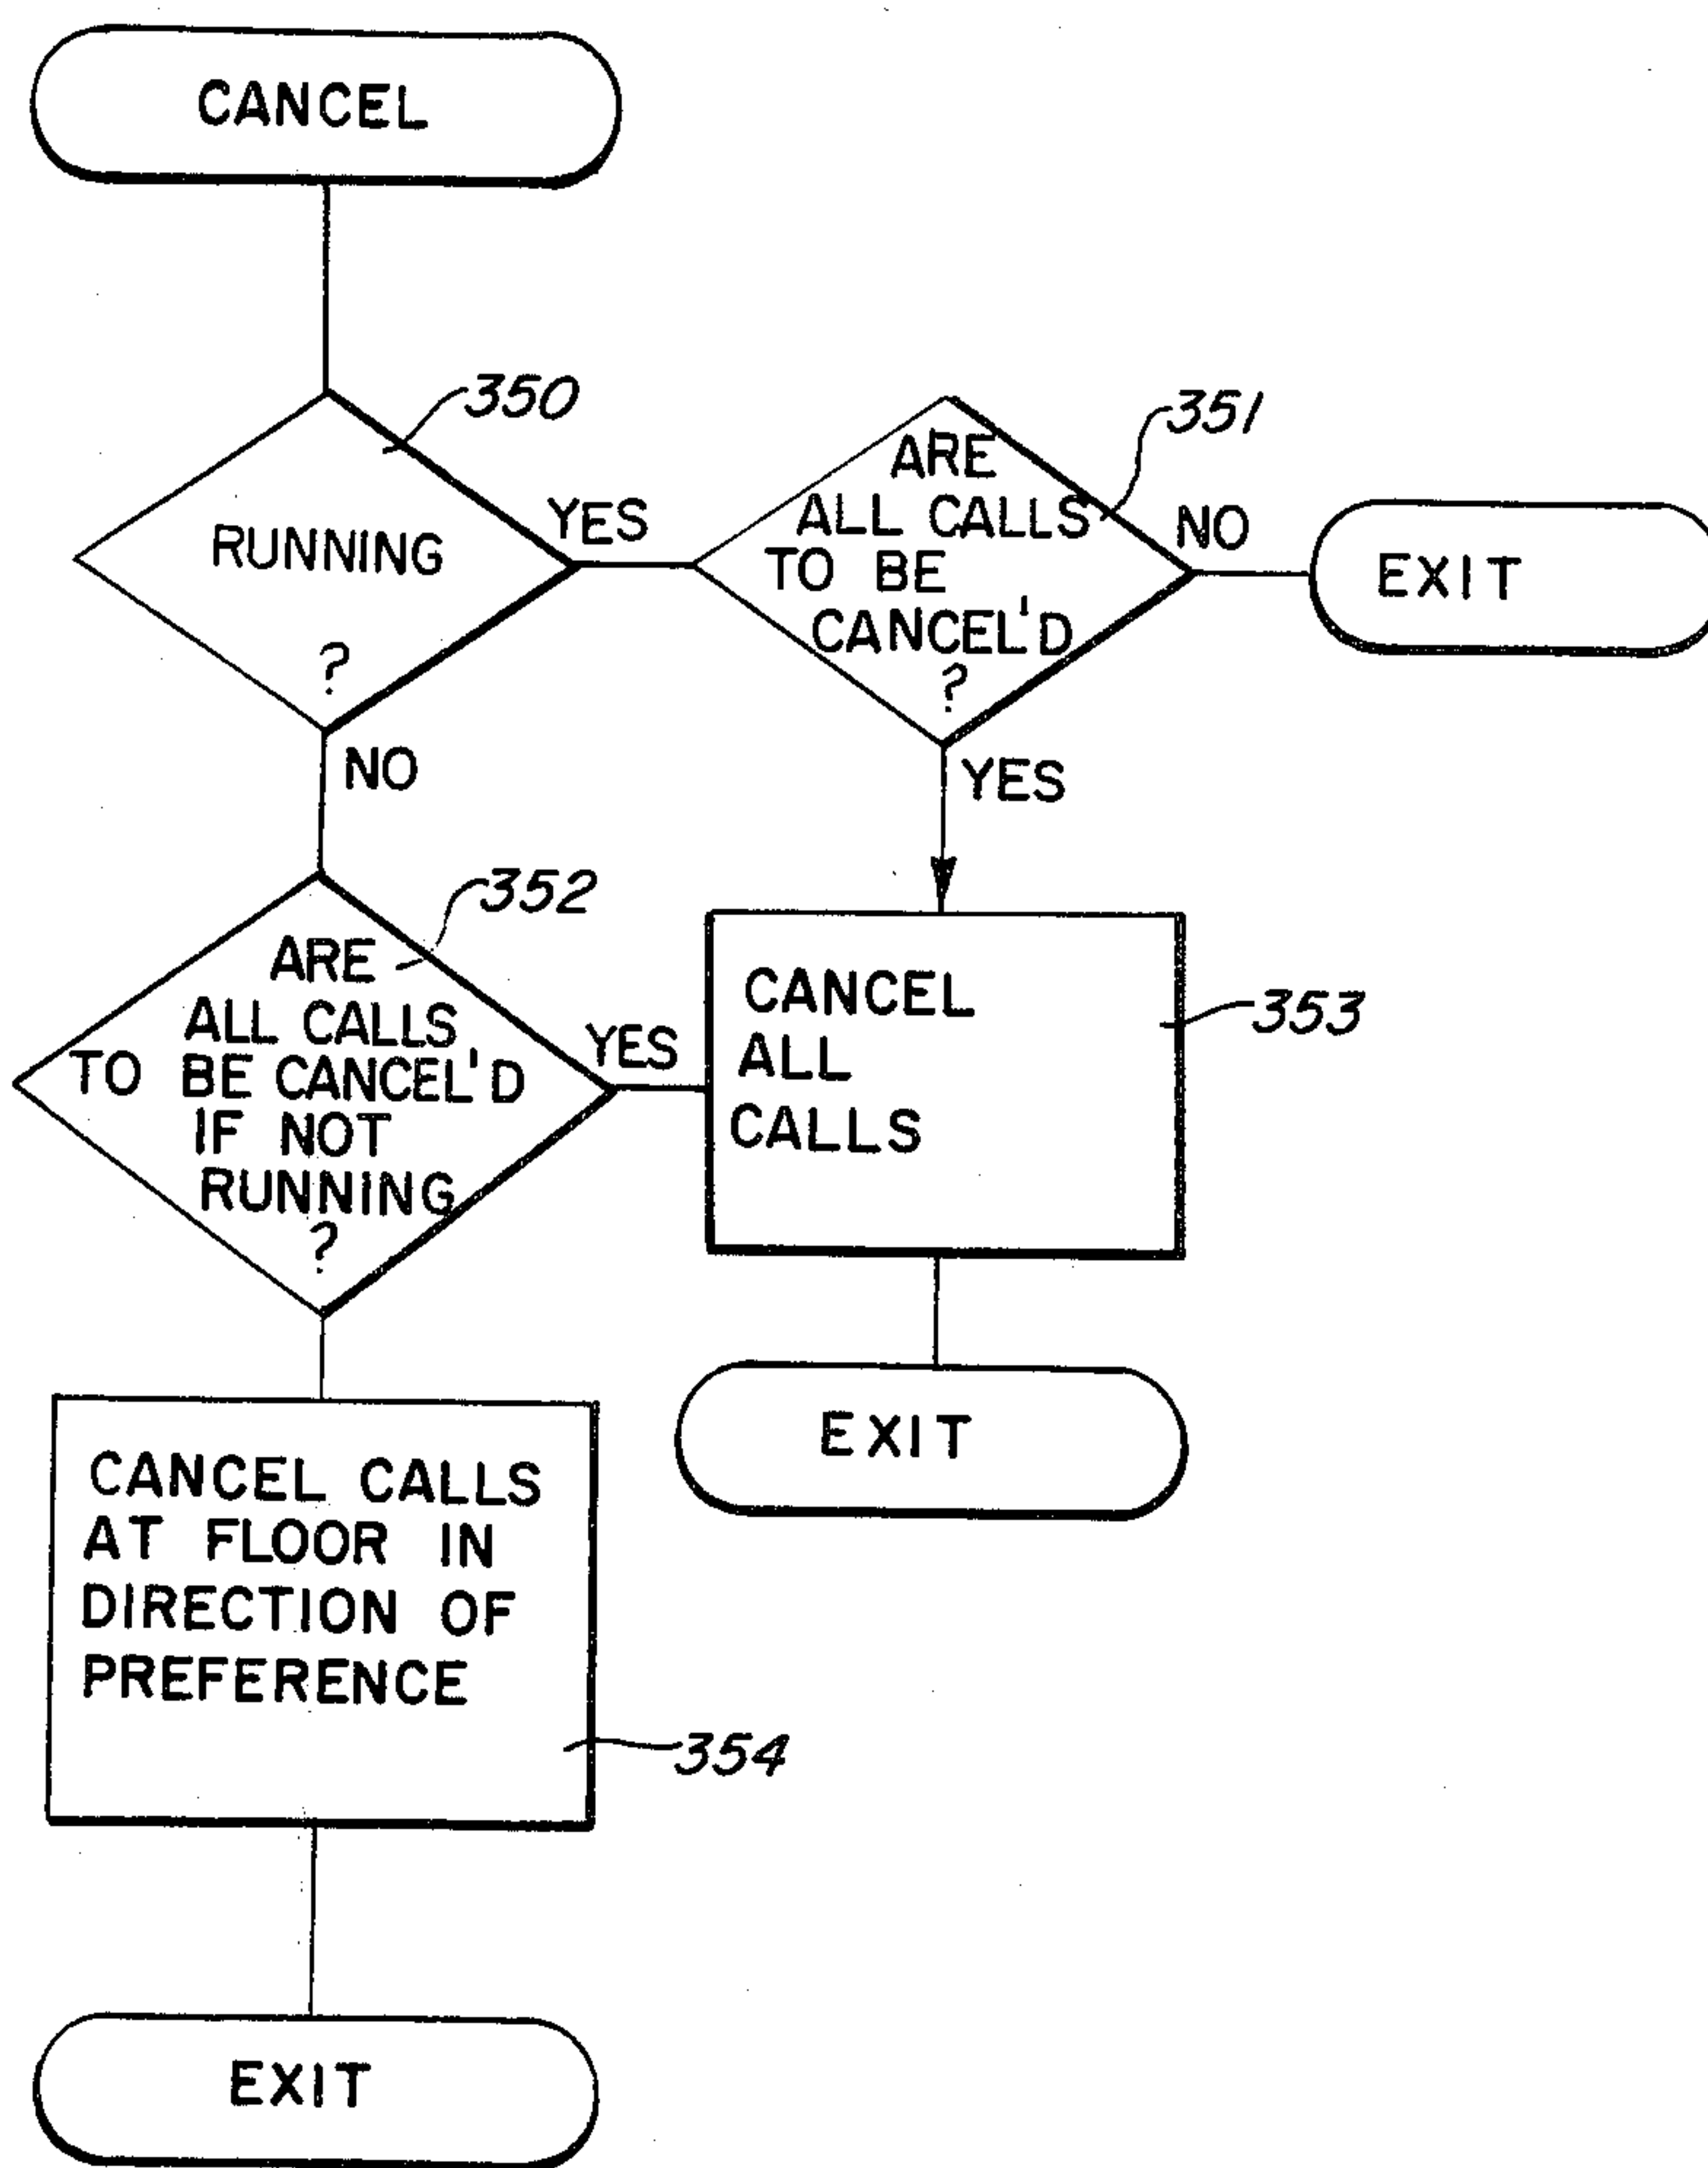 CANCEL
350
RUNNING
?
YES
NO
351
ARE
ALL CALLS
TO BE
CANCEL'D
?
NO
EXIT
YES
352
ARE
ALL CALLS
TO BE CANCEL'D
IF NOT
RUNNING
?
YES
CANCEL
ALL
CALLS
353
EXIT
CANCEL CALLS
AT FLOOR IN
DIRECTION OF
PREFERENCE
354
EXIT